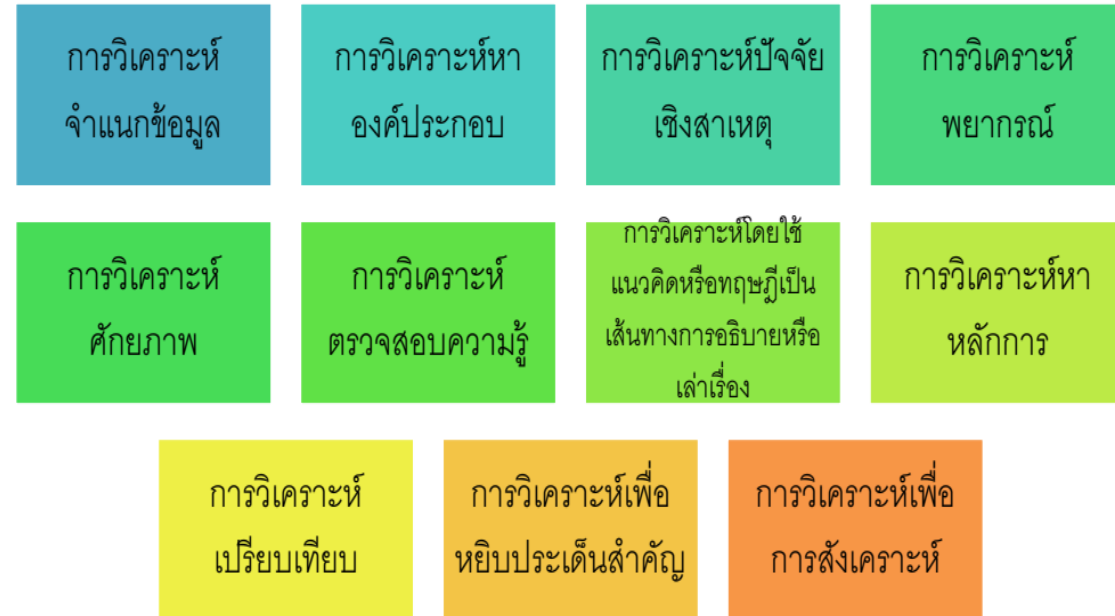 การวิเคราะห์
จำแนกข้อมูล
การวิเคราะห์หา
องค์ประกอบ
การวิเคราะห์ปัจจัย
เชิงสาเหตุ
การวิเคราะห์
พยากรณ์
การวิเคราะห์
ศักยภาพ
การวิเคราะห์
ตรวจสอบความรู้
การวิเคราะห์โดยใช้
แนวคิดหรือทฤษฎีเป็น
เส้นทางการอธิบายหรือ
เล่าเรื่อง
การวิเคราะห์หา
หลักการ
การวิเคราะห์
เปรียบเทียบ
การวิเคราะห์เพื่อ
หยิบประเด็นสำคัญ
การวิเคราะห์เพื่อ
การสังเคราะห์